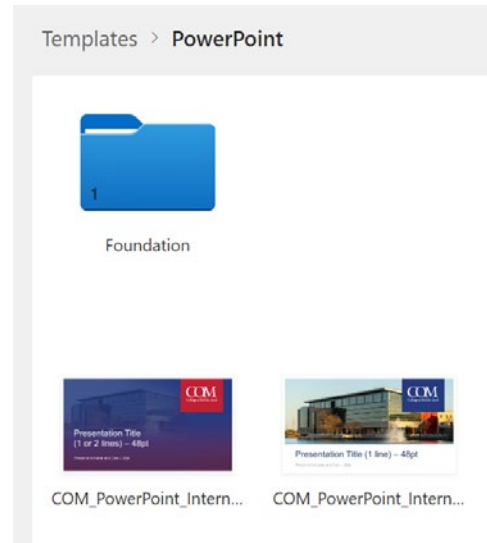 Templates > PowerPoint
1
Foundation
COM
Presentation Title
(1 or 2 lines) – 48pt
COM
Presentation Title (1 line) – 48pt
COM_PowerPoint_Intern...
COM_PowerPoint_Intern...